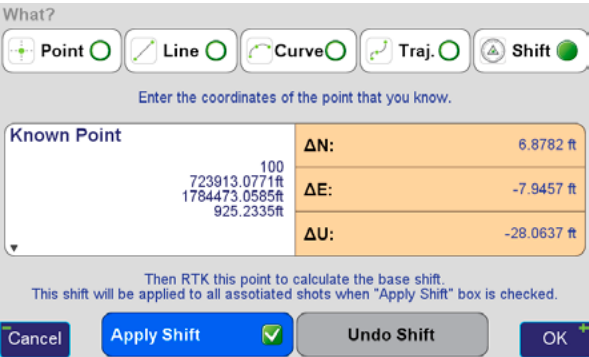 What?
Point
Line
Curve
Traj.
Shift
Enter the coordinates of the point that you know.
Known Point
100
723913.0771ft
1784473.0585ft
925.2335ft
ΔN: 6.8782 ft
ΔE: -7.9457 ft
ΔU: -28.0637 ft
Then RTK this point to calculate the base shift.
This shift will be applied to all assotiated shots when "Apply Shift" box is checked.
Cancel
Apply Shift
Undo Shift
OK